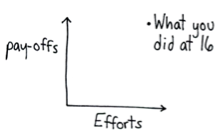 • What you
did at 16
pay-offs
Efforts